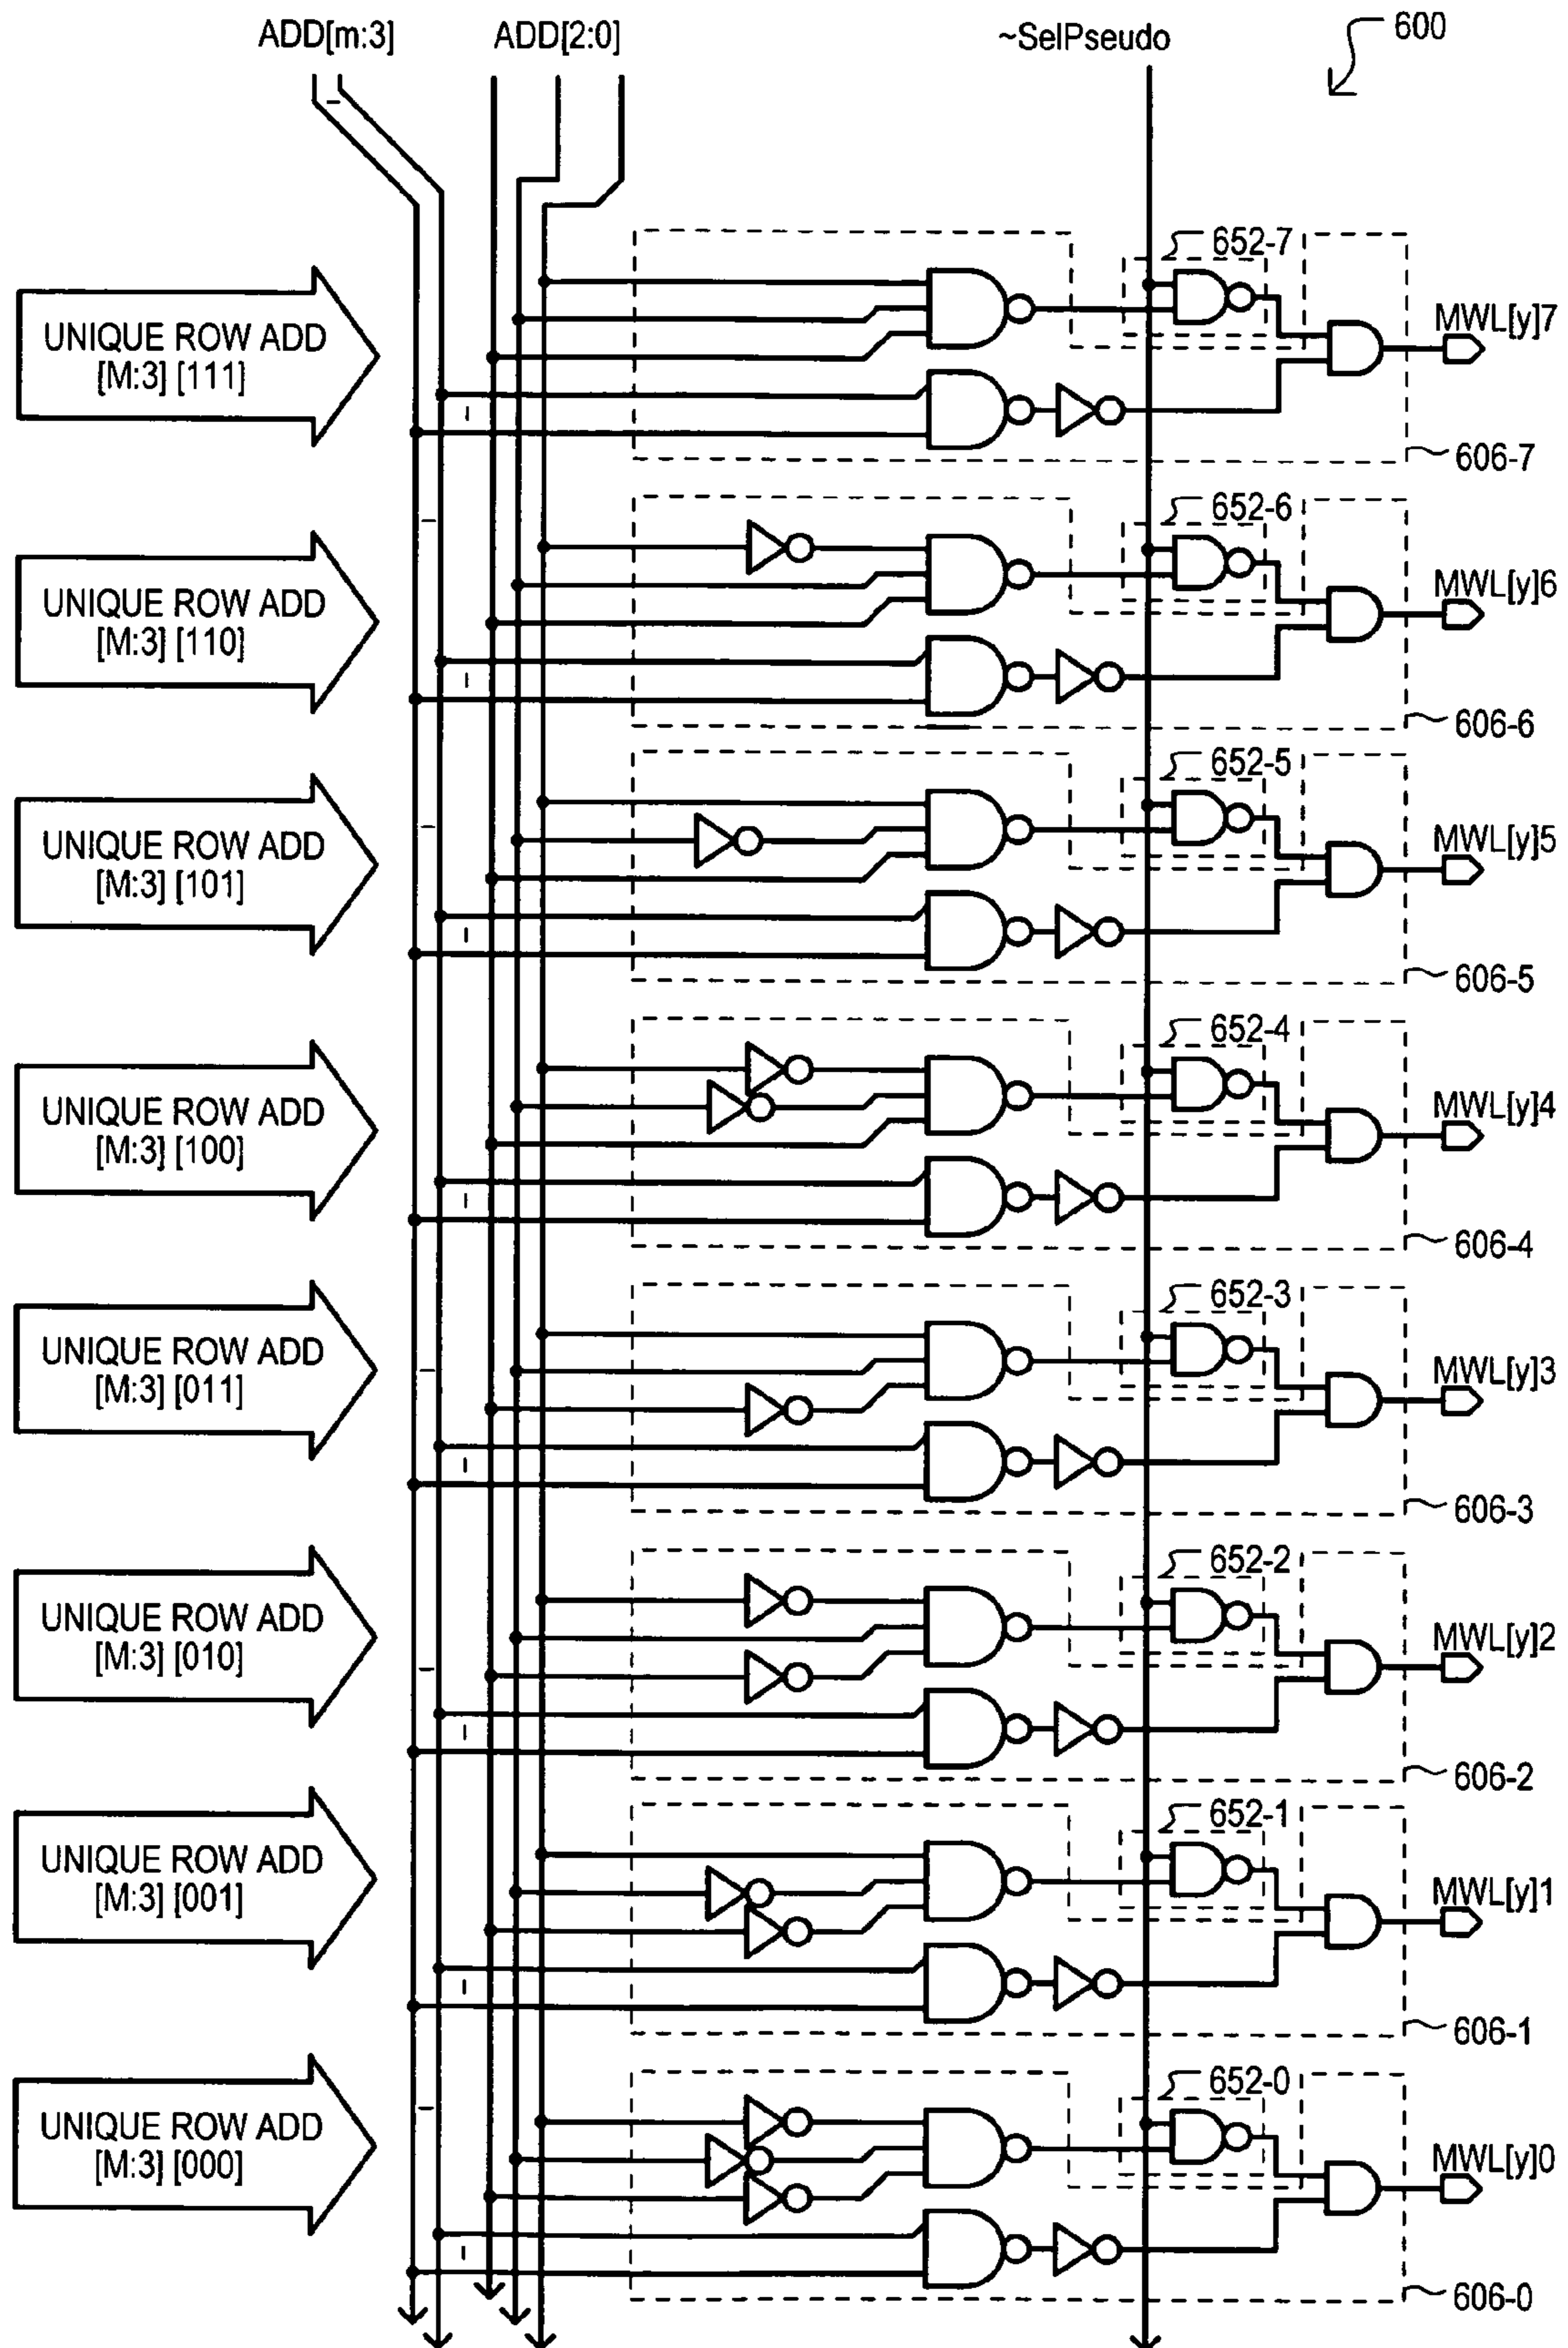 ADD[m:3]
ADD[2:0]
~SelPseudo
600
652-7
UNIQUE ROW ADD
[M:3] [111]
MWL[y]7
606-7
652-6
UNIQUE ROW ADD
[M:3] [110]
MWL[y]6
606-6
652-5
UNIQUE ROW ADD
[M:3] [101]
MWL[y]5
606-5
652-4
UNIQUE ROW ADD
[M:3] [100]
MWL[y]4
606-4
652-3
UNIQUE ROW ADD
[M:3] [011]
MWL[y]3
606-3
652-2
UNIQUE ROW ADD
[M:3] [010]
MWL[y]2
606-2
652-1
UNIQUE ROW ADD
[M:3] [001]
MWL[y]1
606-1
652-0
UNIQUE ROW ADD
[M:3] [000]
MWL[y]0
606-0